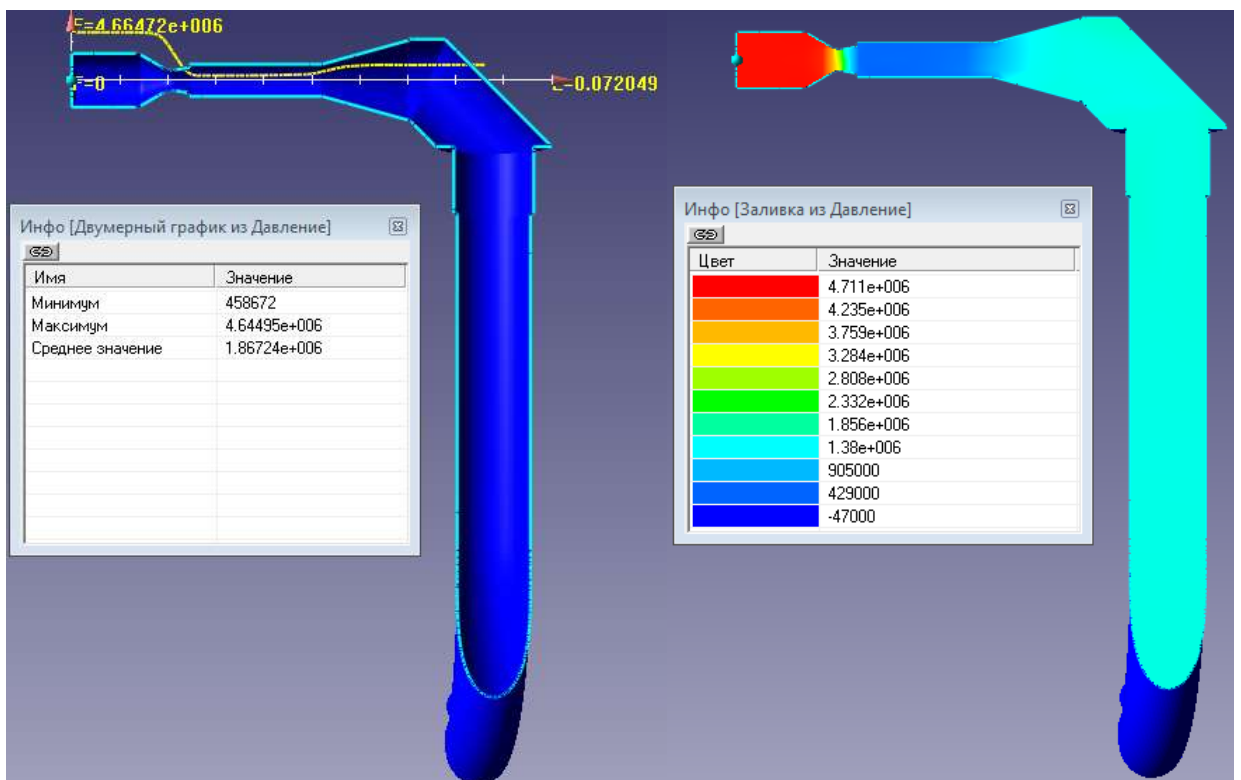 F=4.66472e+006
F=0
L=0.072049
Инфо [Двумерный график из Давление]
Имя Значение
Минимум 458672
Максимум 4.64495e+006
Среднее значение 1.86724e+006
Инфо [Заливка из Давление]
Цвет Значение
4.711e+006
4.235e+006
3.759e+006
3.284e+006
2.808e+006
2.332e+006
1.856e+006
1.38e+006
905000
429000
-47000